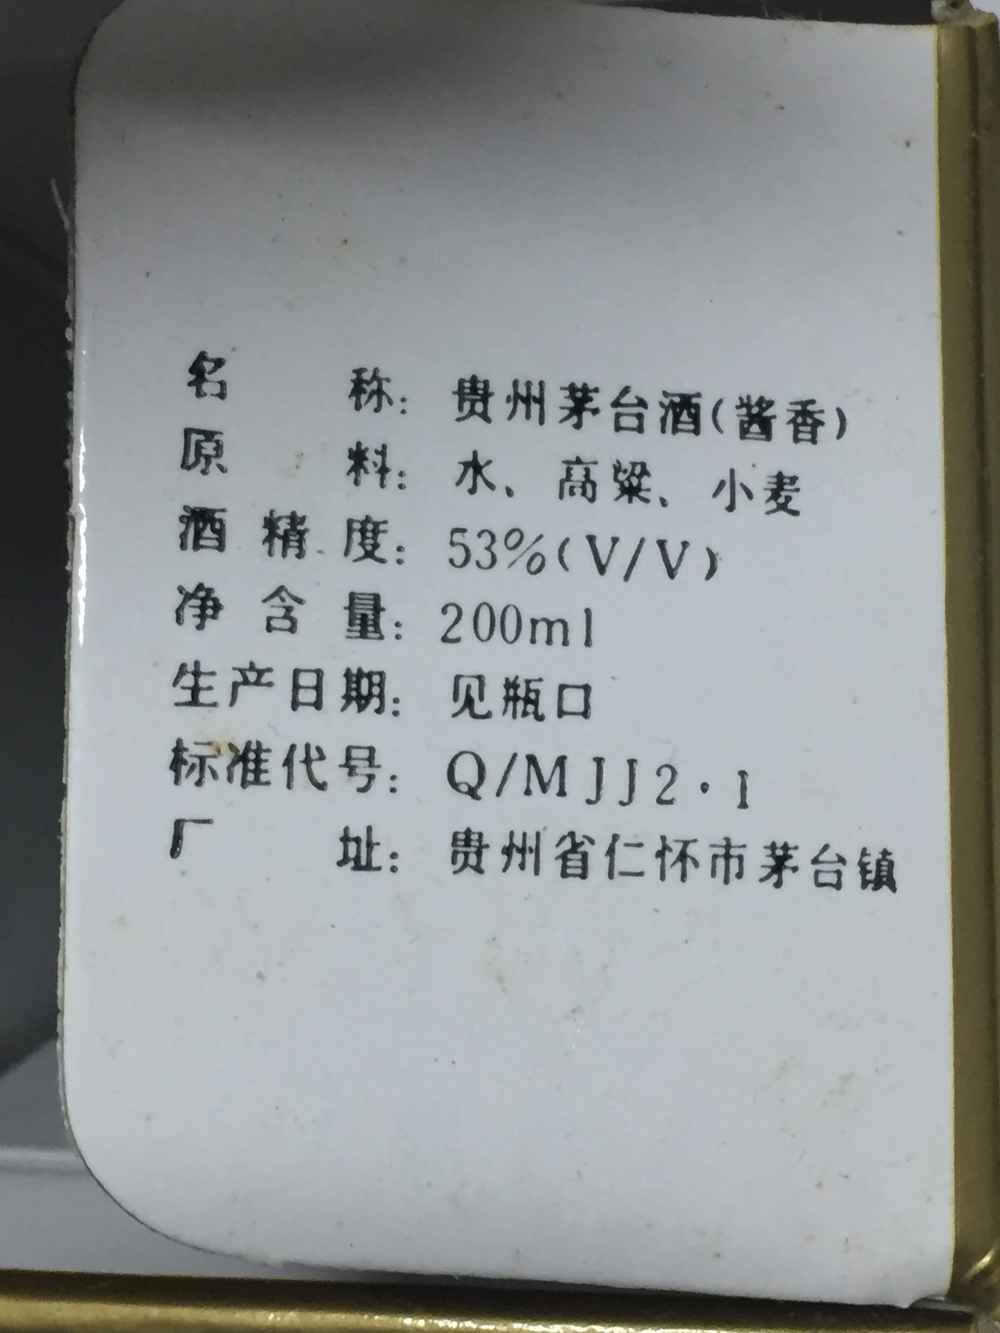 名称：贵州茅台酒(酱香)
原料：水、高粱、小麦
酒精度：53%(V/V)
净含量：200ml
生产日期：见瓶口
标准代号：Q/MJJ2·1
厂址：贵州省仁怀市茅台镇